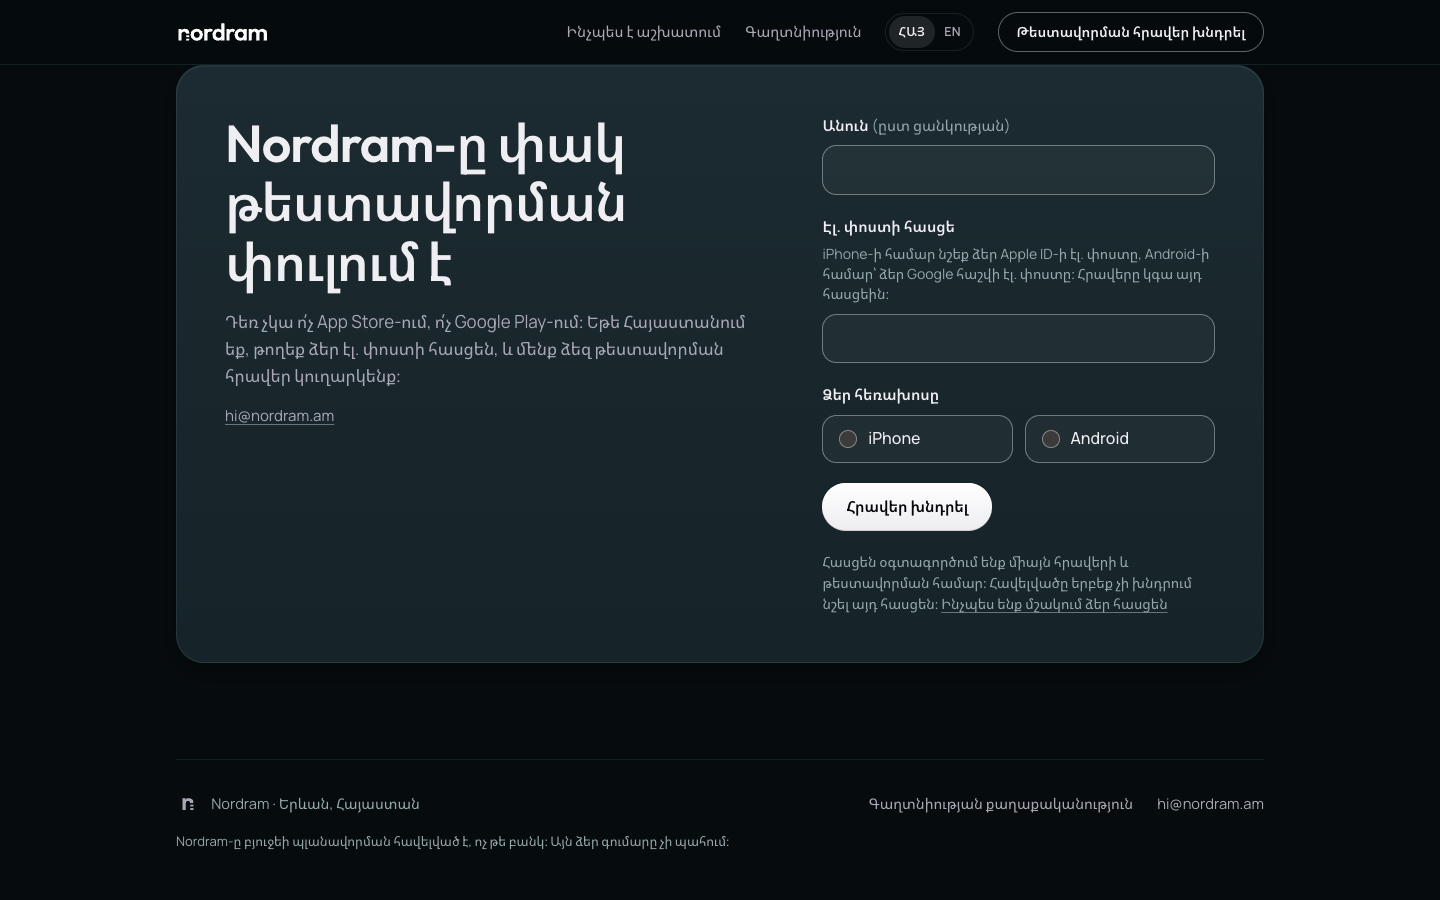 nordram
Ինչպես է աշխատում
Գաղտնիություն
ՀԱՅ
EN
Թեստավորման հրավեր խնդրել
Nordram-ը փակ
թեստավորման
փուլում է
Դեռ չկա ո՛չ App Store-ում, ո՛չ Google Play-ում: Եթե Հայաստանում
եք, թողեք ձեր էլ. փոստի հասցեն, և մենք ձեզ թեստավորման
հրավեր կուղարկենք:
hi@nordram.am
Անուն (ըստ ցանկության)
Էլ. փոստի հասցե
iPhone-ի համար նշեք ձեր Apple ID-ի էլ. փոստը, Android-ի
համար՝ ձեր Google հաշվի էլ. փոստը: Հրավերը կգա այդ
հասցեին:
Ձեր հեռախոսը
iPhone
Android
Հրավեր խնդրել
Հասցեն օգտագործում ենք միայն հրավերի և
թեստավորման համար: Հավելվածը երբեք չի խնդրում
նշել այդ հասցեն: Ինչպես ենք մշակում ձեր հասցեն
Nordram · Երևան, Հայաստան
Գաղտնիության քաղաքականություն
hi@nordram.am
Nordram-ը բյուջեի պլանավորման հավելված է, ոչ թե բանկ: Այն ձեր գումարը չի պահում: